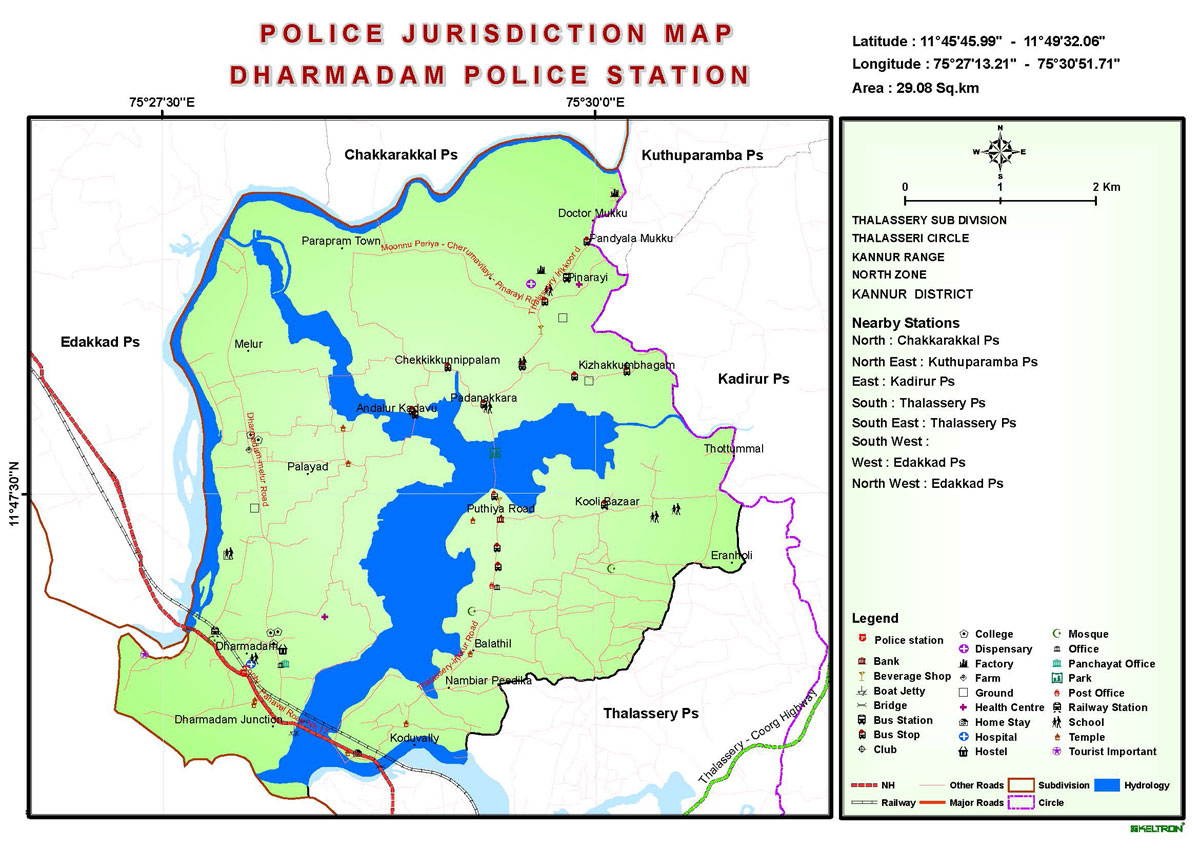 POLICE JURISDICTION MAP
DHARMADAM POLICE STATION
Latitude : 11°45'45.99" - 11°49'32.06"
Longitude : 75°27'13.21" - 75°30'51.71"
Area : 29.08 Sq.km
75°27'30"E
75°30'0"E
11°47'30"N
Chakkarakkal Ps
Kuthuparamba Ps
Doctor Mukku
Pandyala Mukku
Parapram Town
Moonnu Periya - Cherumavilayi - Pinarayi Ro
Pinarayi
Edakkad Ps
Melur
Chekkikkunnippalam
Kizhakkumbhagam
Kadirur Ps
Padanakkara
Andalur Kadavu
Dharmadam-melur Road
Thottummal
Palayad
Kooli Bazaar
Puthiya Road
Eranholi
Balathil
Dharmadam
Nambiar Peedika
Thalassery Ps
Dharmadam Junction
Koduvally
Thalassery - Coorg Highway
N
W
E
S
0
1
2 Km
THALASSERY SUB DIVISION
THALASSERI CIRCLE
KANNUR RANGE
NORTH ZONE
KANNUR DISTRICT
Nearby Stations
North : Chakkarakkal Ps
North East : Kuthuparamba Ps
East : Kadirur Ps
South : Thalassery Ps
South East : Thalassery Ps
South West :
West : Edakkad Ps
North West : Edakkad Ps
Legend
Police station
Bank
Beverage Shop
Boat Jetty
Bridge
Bus Station
Bus Stop
Club
College
Dispensary
Factory
Farm
Ground
Health Centre
Home Stay
Hospital
Hostel
Mosque
Office
Panchayat Office
Park
Post Office
Railway Station
School
Temple
Tourist Important
NH
Other Roads
Subdivision
Hydrology
Railway
Major Roads
Circle
KELTRON